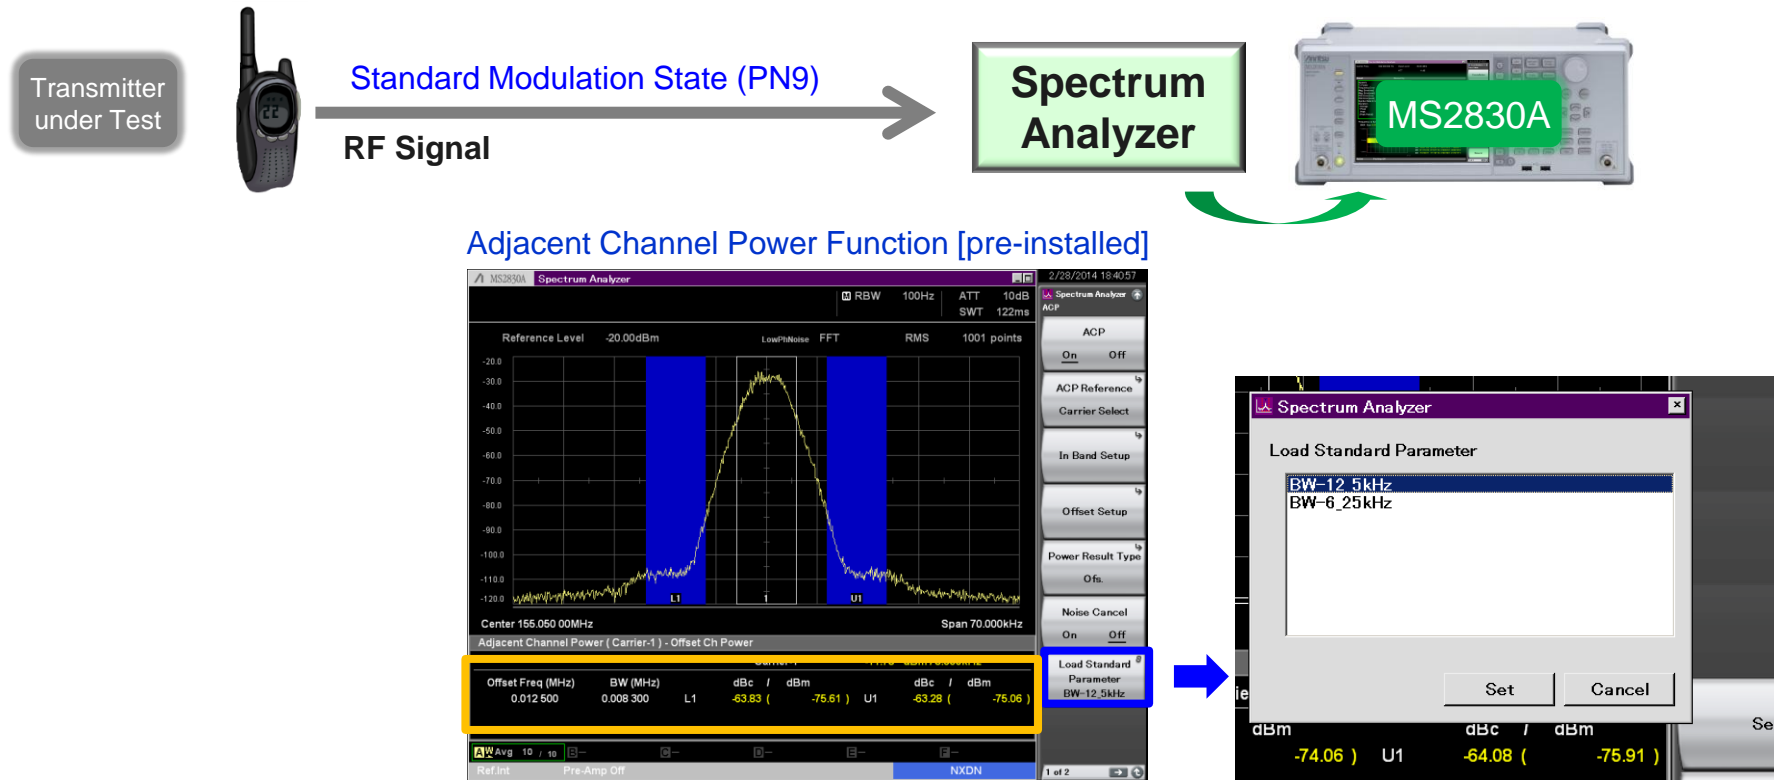 Transmitter
under Test
22
Standard Modulation State (PN9)
RF Signal
Spectrum
Analyzer
Anritsu
MS2830A
Adjacent Channel Power Function [pre-installed]
MS2830A Spectrum Analyzer
2/28/2014 18:40:57
RBW 100Hz ATT 10dB
SWT 122ms
Reference Level -20.00dBm LowPhNoise FFT RMS 1001 points
-20.0
-30.0
-40.0
-50.0
-60.0
-70.0
-80.0
-90.0
-100.0
-110.0
-120.0
L1 1 U1
Center 155.050 00MHz Span 70.000kHz
Adjacent Channel Power ( Carrier-1 ) - Offset Ch Power
Offset Freq (MHz) BW (MHz) dBc / dBm dBc / dBm
0.012 500 0.008 300 L1 -63.83 ( -75.61 ) U1 -63.28 ( -75.06 )
AW Avg 10 / 10 B-- C-- D-- E-- F--
Ref.Int Pre-Amp Off NXDN
Spectrum Analyzer
ACP
ACP
On Off
ACP Reference
Carrier Select
In Band Setup
Offset Setup
Power Result Type
Ofs.
Noise Cancel
On Off
Load Standard
Parameter
BW-12_5kHz
1 of 2
Spectrum Analyzer
Load Standard Parameter
BW-12_5kHz
BW-6_25kHz
Set Cancel
dBm dBc / dBm
-74.06 ) U1 -64.08 ( -75.91 )
Se